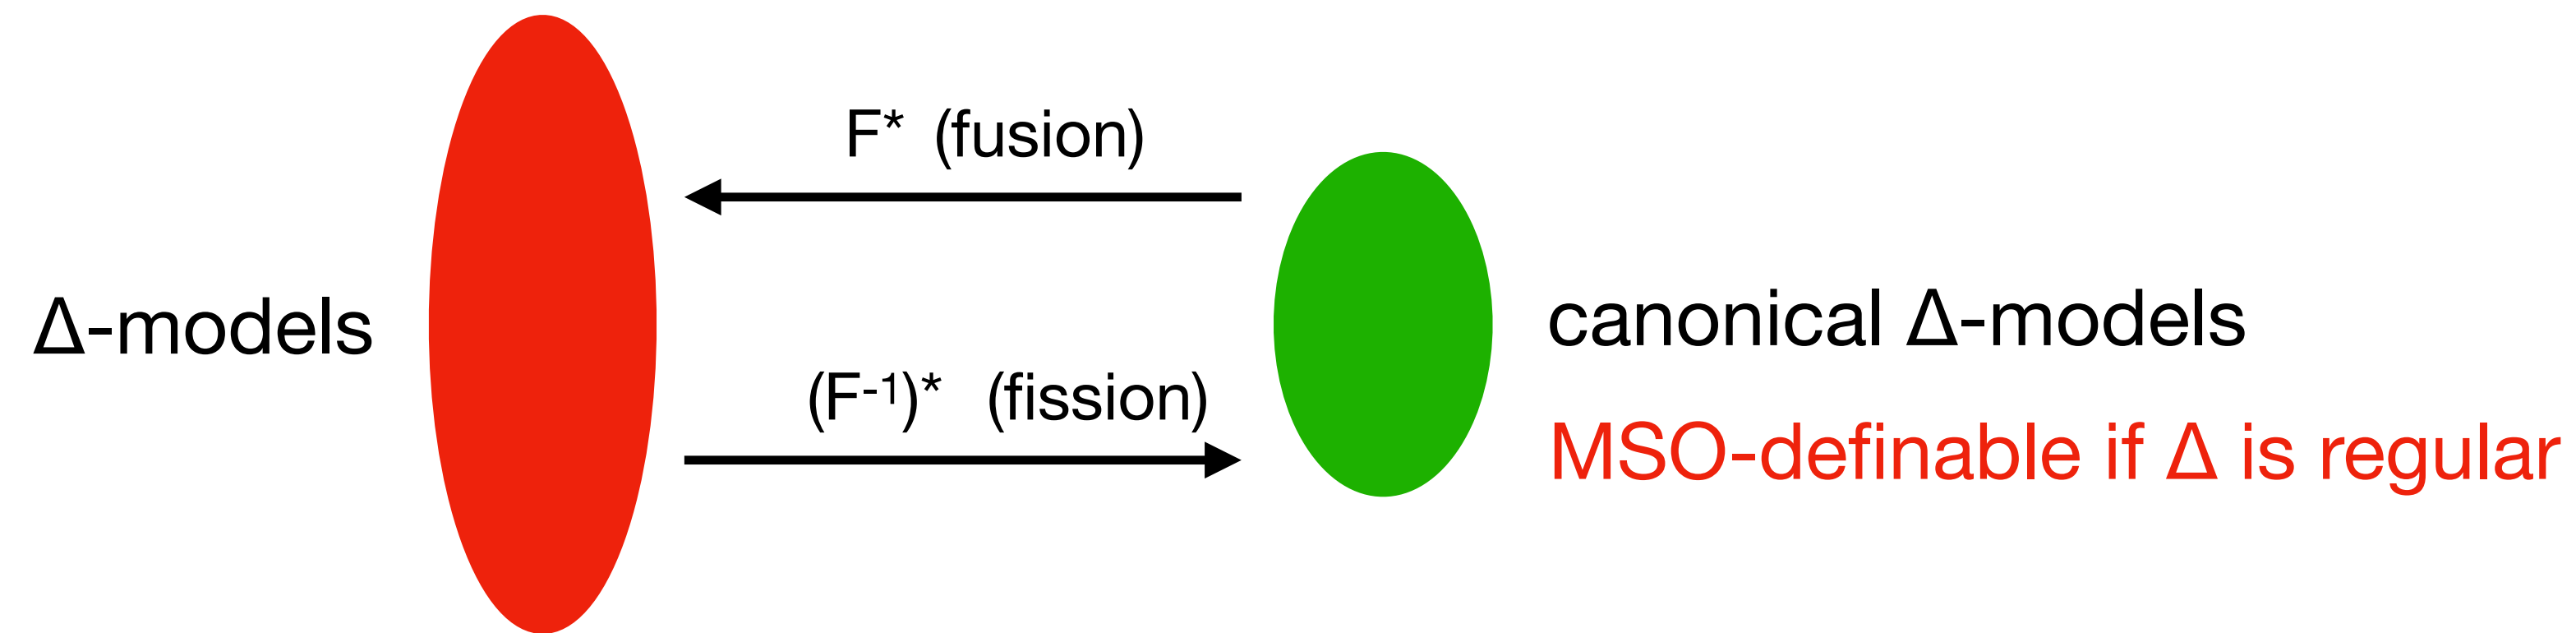 F* (fusion)
Δ-models
canonical Δ-models
(F-1)* (fission)
MSO-definable if Δ is regular